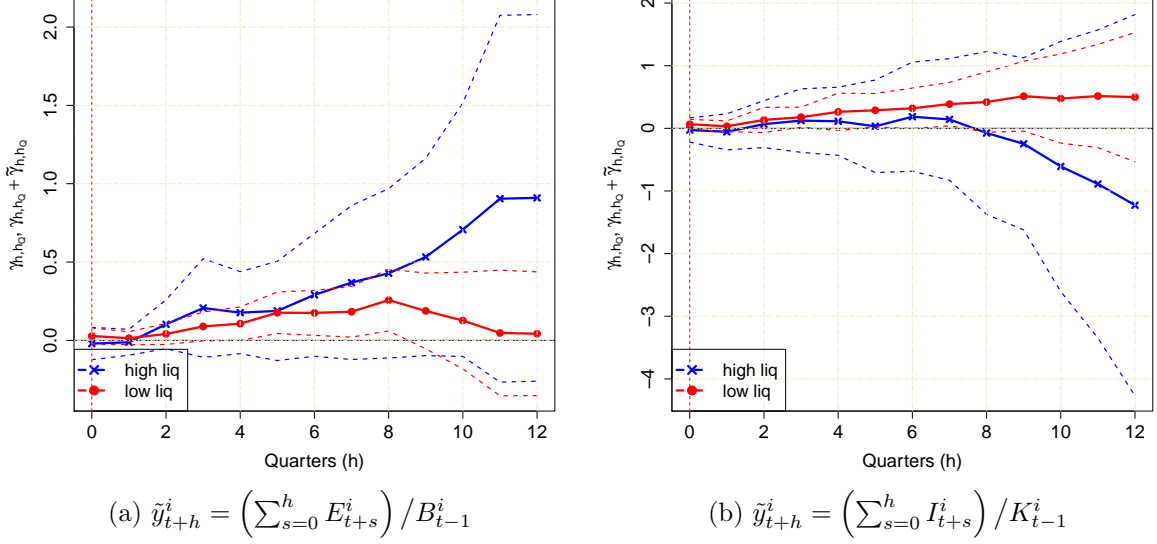 2.0
1.5
1.0
0.5
0.0
γh,hQ, γh,hQ + γ̃h,hQ
high liq
low liq
0 2 4 6 8 10 12
Quarters (h)
(a) ỹ^i_{t+h} = (∑^h_{s=0} E^i_{t+s}) / B^i_{t−1}
2
1
0
−1
−2
−3
−4
γh,hQ, γh,hQ + γ̃h,hQ
high liq
low liq
0 2 4 6 8 10 12
Quarters (h)
(b) ỹ^i_{t+h} = (∑^h_{s=0} I^i_{t+s}) / K^i_{t−1}